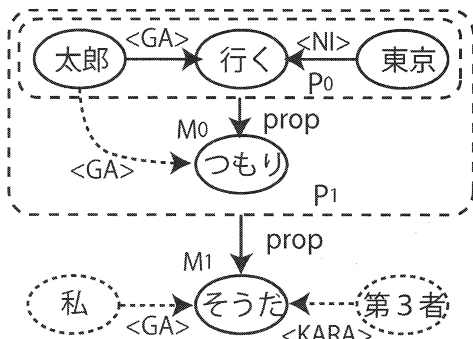 <GA> <NI>
太郎 行く 東京
P0
M0 prop
<GA> つもり
P1
prop
M1
私 そうだ 第3者
<GA> <KARA>